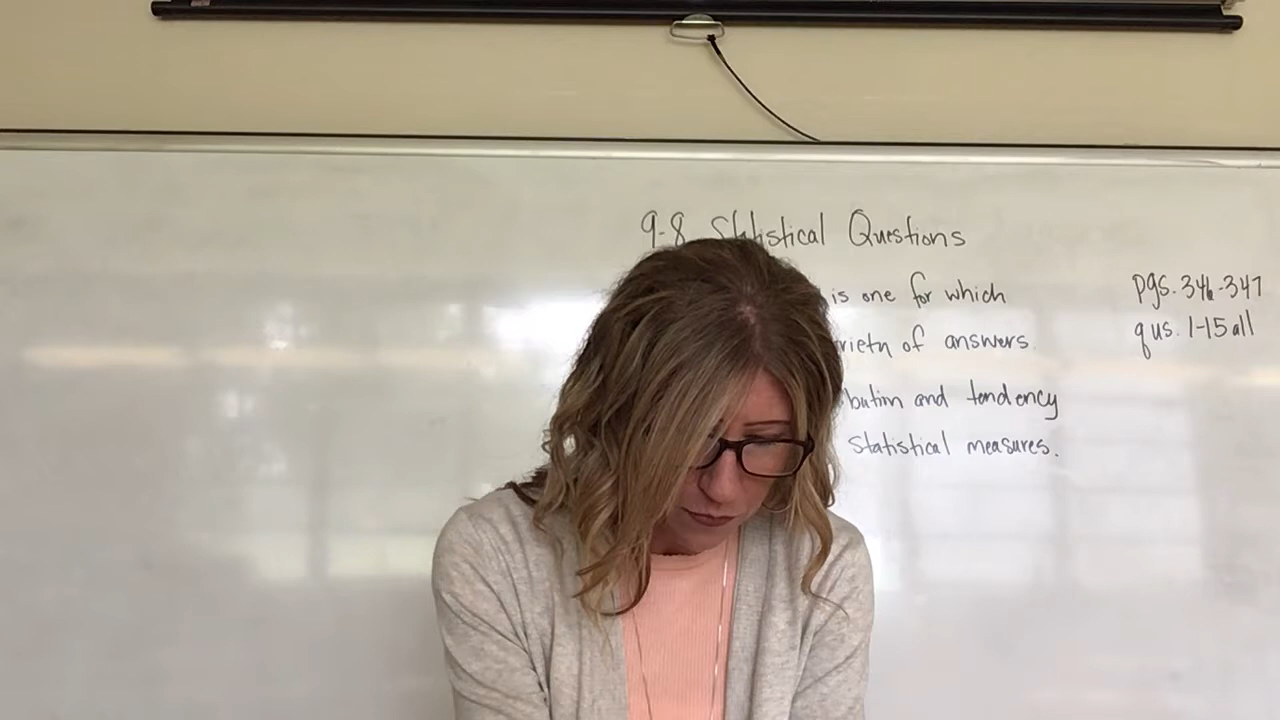 9-8 Statistical Questions
is one for which
riety of answers.
bution and tendency
statistical measures.
pgs. 346-347
qus. 1-15 all